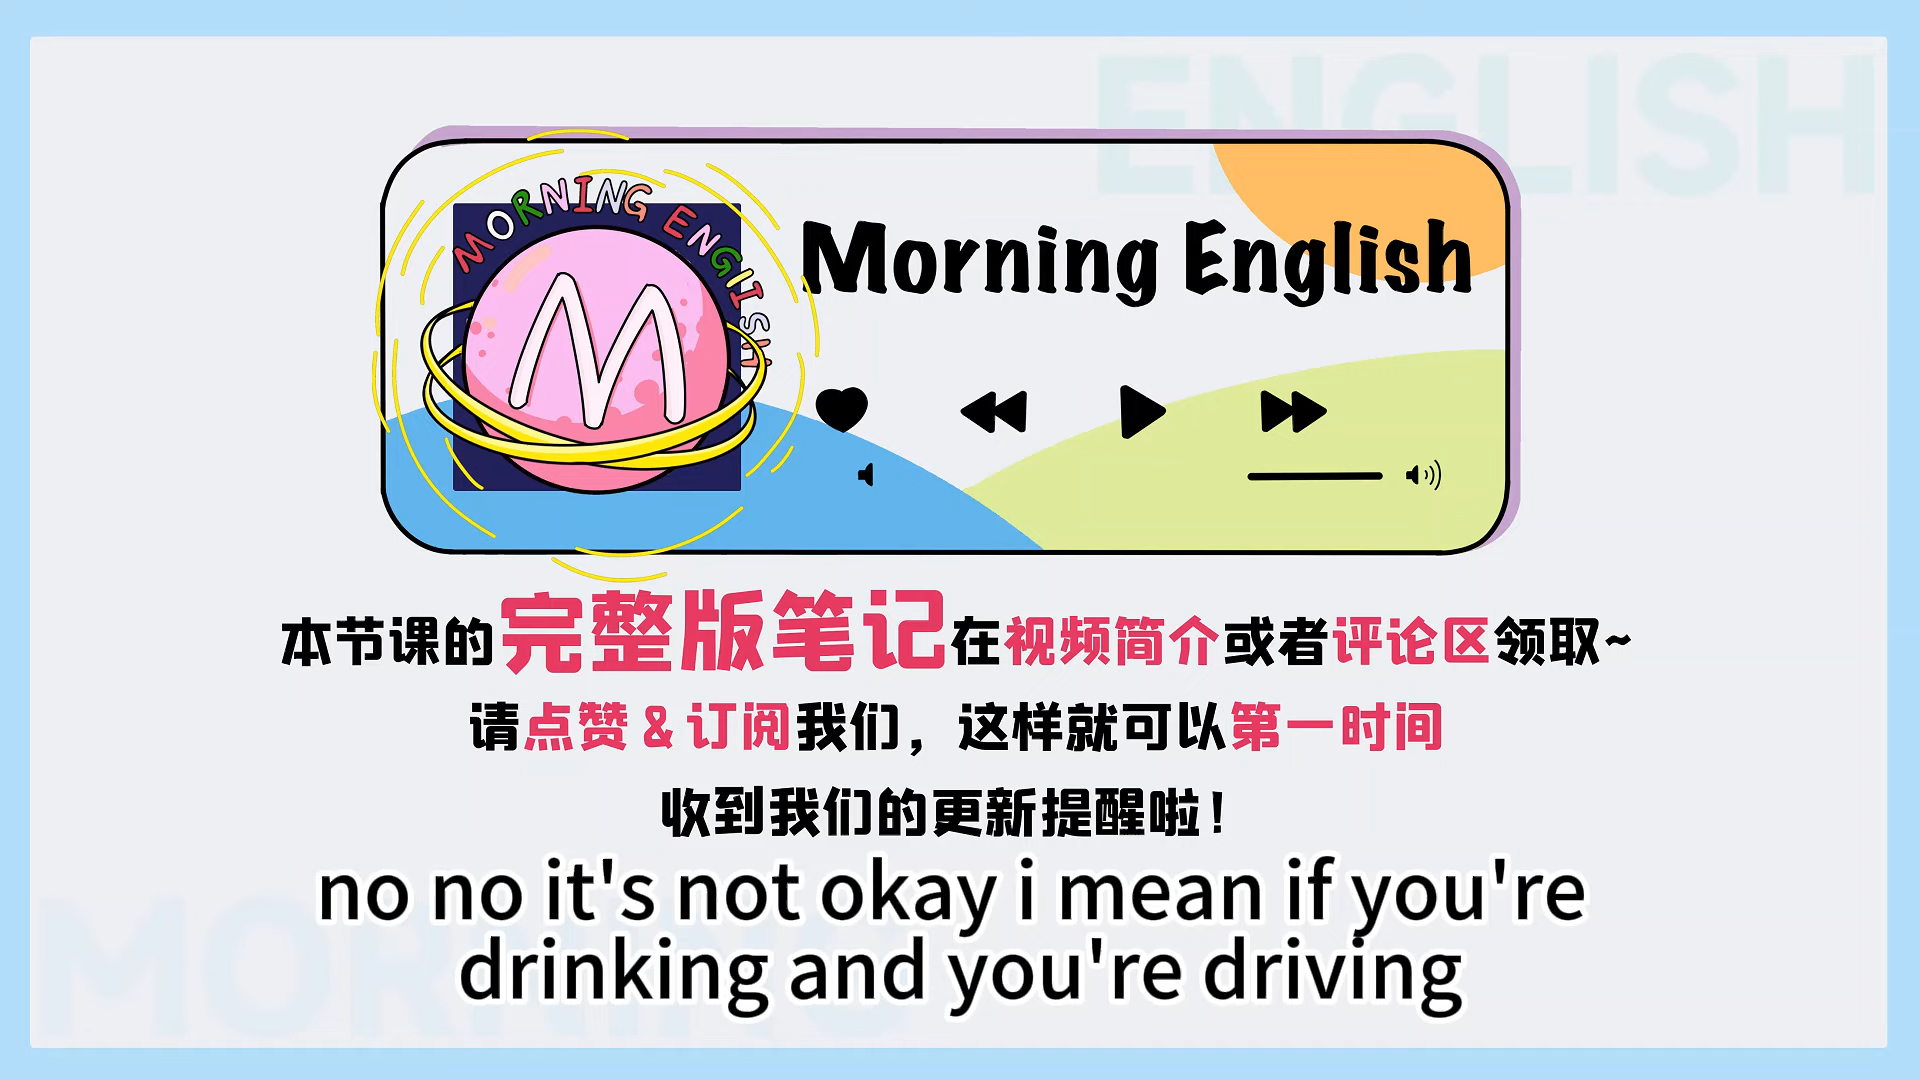 ENGLISH
MORNING ENGLISH
M
Morning English
本节课的完整版笔记在视频简介或者评论区领取~
请点赞&订阅我们，这样就可以第一时间
收到我们的更新提醒啦！
no no it's not okay i mean if you're
drinking and you're driving
MORNING